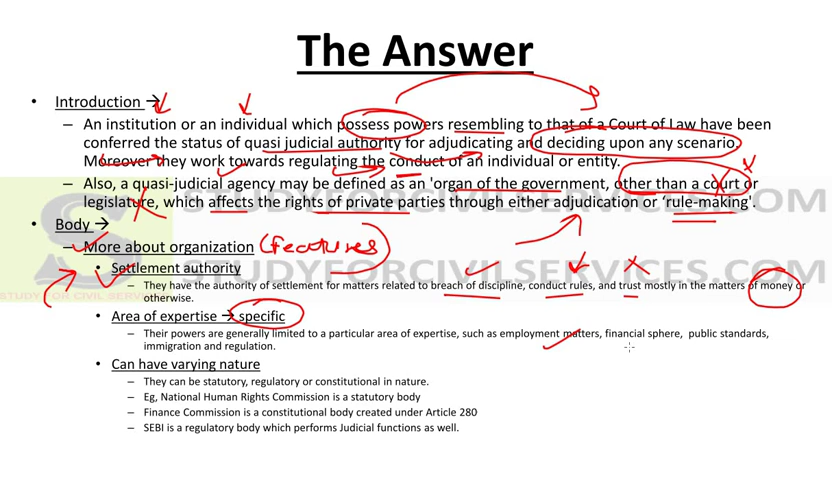 The Answer
• Introduction →
– An institution or an individual which possess powers resembling to that of a Court of Law have been
conferred the status of quasi judicial authority for adjudicating and deciding upon any scenario.
Moreover they work towards regulating the conduct of an individual or entity.
– Also, a quasi-judicial agency may be defined as an 'organ of the government, other than a court or
legislature, which affects the rights of private parties through either adjudication or 'rule-making'.
• Body →
– More about organization (features)
• Settlement authority
– They have the authority of settlement for matters related to breach of discipline, conduct rules, and trust mostly in the matters of money or
otherwise.
• Area of expertise → specific
– Their powers are generally limited to a particular area of expertise, such as employment matters, financial sphere, public standards,
immigration and regulation.
• Can have varying nature
– They can be statutory, regulatory or constitutional in nature.
– Eg, National Human Rights Commission is a statutory body
– Finance Commission is a constitutional body created under Article 280
– SEBI is a regulatory body which performs Judicial functions as well.
STUDYFORCIVILSERVICES.COM
STUDYFORCIVILSERVICES.COM